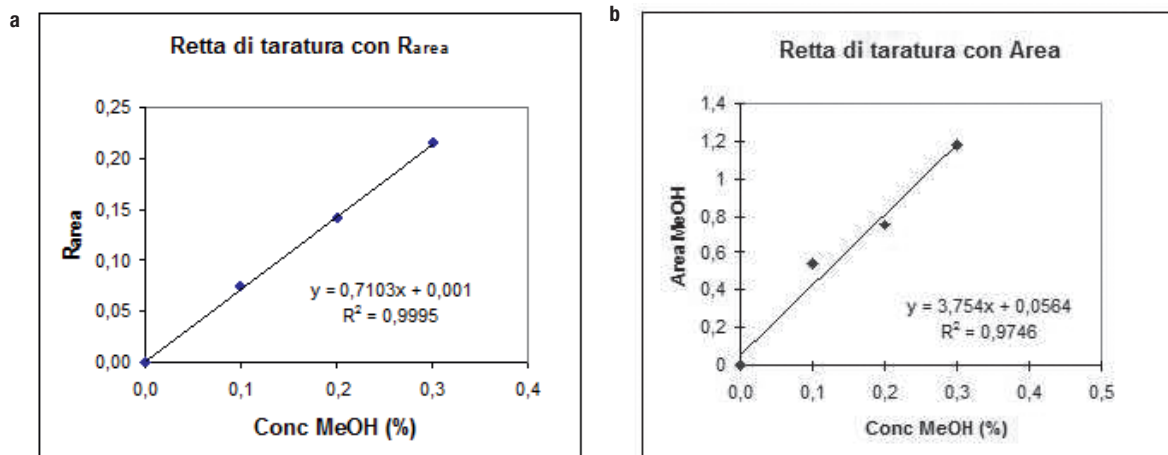 a
Retta di taratura con Rarea
0,25
0,20
0,15
0,10
0,05
0,00
Rarea
y = 0,7103x + 0,001
R² = 0,9995
0,0 0,1 0,2 0,3 0,4
Conc MeOH (%)
b
Retta di taratura con Area
1,4
1,2
1
0,8
0,6
0,4
0,2
0
Area MeOH
y = 3,754x + 0,0564
R² = 0,9746
0,0 0,1 0,2 0,3 0,4 0,5
Conc MeOH (%)